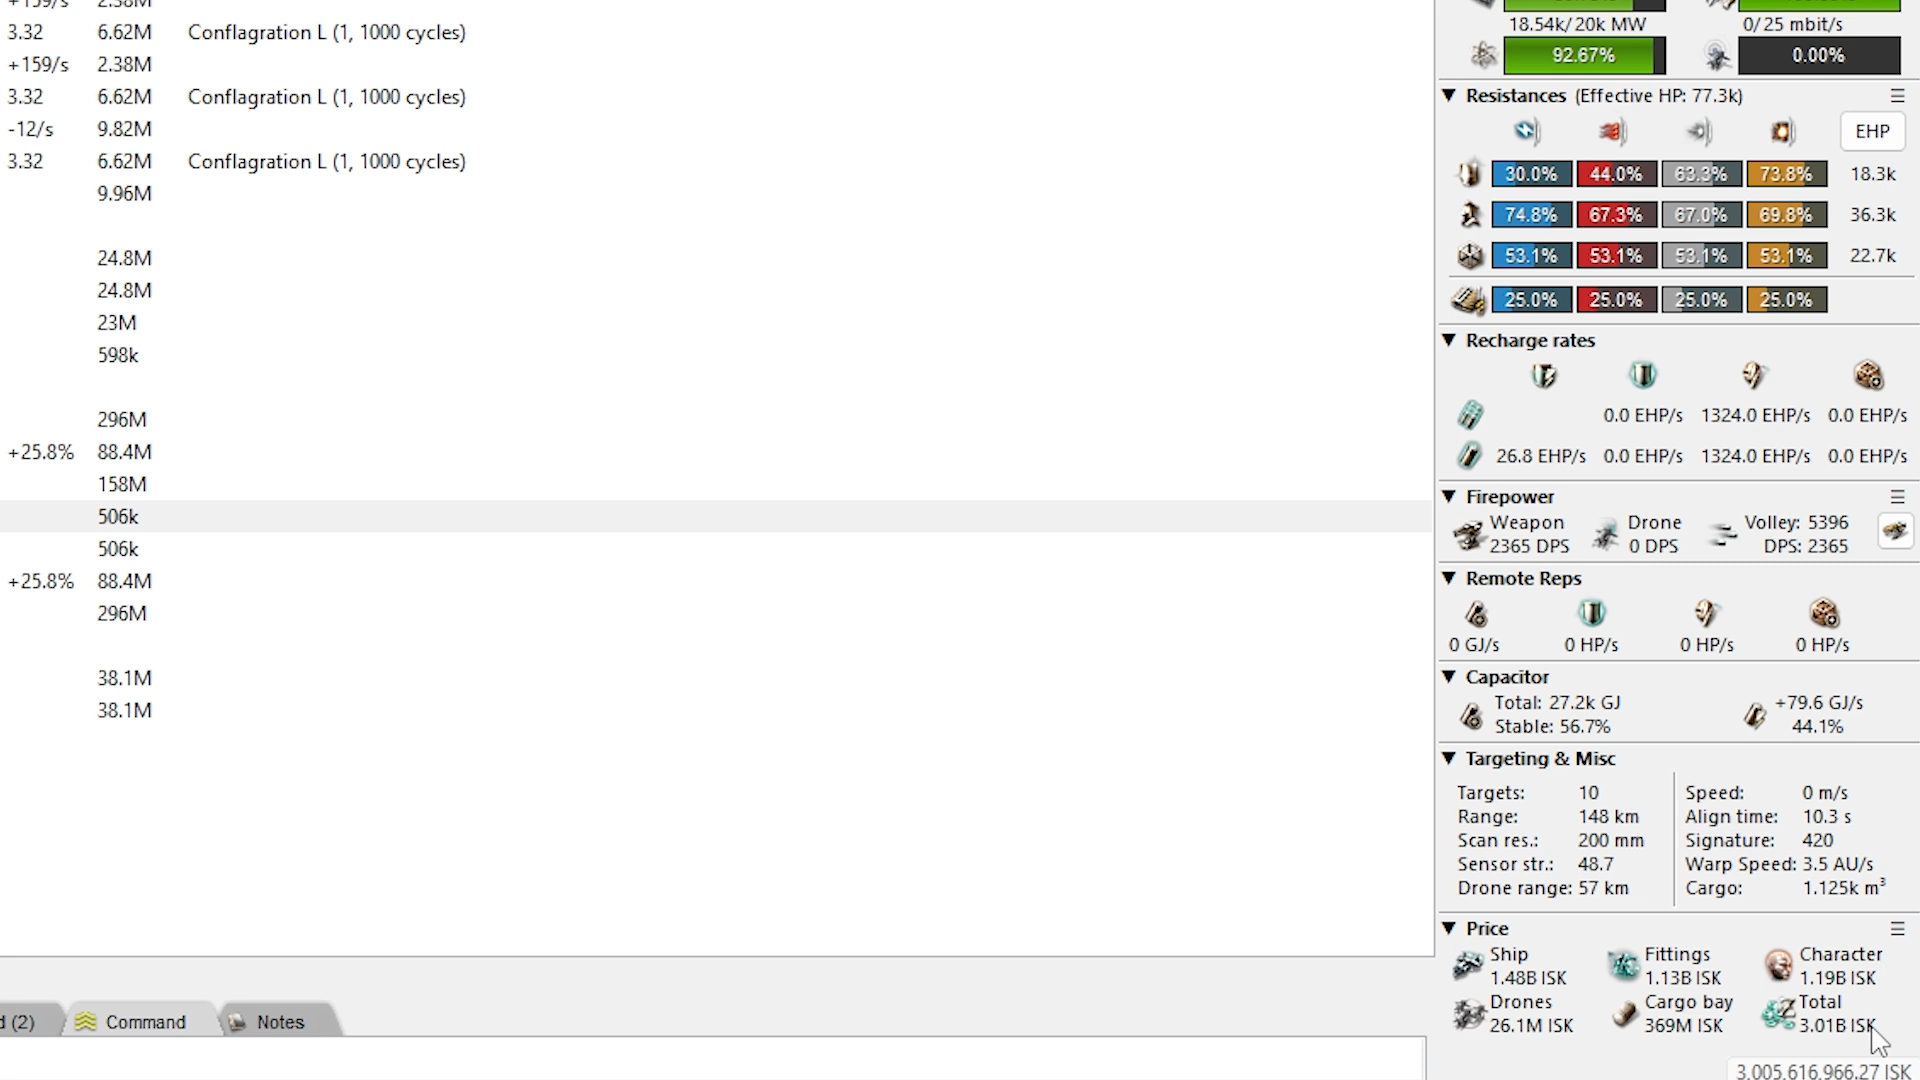 +159/s 2.38M
3.32 6.62M Conflagration L (1, 1000 cycles)
+159/s 2.38M
3.32 6.62M Conflagration L (1, 1000 cycles)
-12/s 9.82M
3.32 6.62M Conflagration L (1, 1000 cycles)
9.96M
24.8M
24.8M
23M
598k
296M
+25.8% 88.4M
158M
506k
506k
+25.8% 88.4M
296M
38.1M
38.1M
d (2) Command Notes
18.54k/ 20k MW 0/ 25 mbit/s
92.67% 0.00%
Resistances (Effective HP: 77.3k)
EHP
30.0% 44.0% 63.3% 73.8% 18.3k
74.8% 67.3% 67.0% 69.8% 36.3k
53.1% 53.1% 53.1% 53.1% 22.7k
25.0% 25.0% 25.0% 25.0%
Recharge rates
0.0 EHP/s 1324.0 EHP/s 0.0 EHP/s
26.8 EHP/s 0.0 EHP/s 1324.0 EHP/s 0.0 EHP/s
Firepower
Weapon Drone Volley: 5396
2365 DPS 0 DPS DPS: 2365
Remote Reps
0 GJ/s 0 HP/s 0 HP/s 0 HP/s
Capacitor
Total: 27.2k GJ +79.6 GJ/s
Stable: 56.7% 44.1%
Targeting & Misc
Targets: 10 Speed: 0 m/s
Range: 148 km Align time: 10.3 s
Scan res.: 200 mm Signature: 420
Sensor str.: 48.7 Warp Speed: 3.5 AU/s
Drone range: 57 km Cargo: 1.125k m³
Price
Ship Fittings Character
1.48B ISK 1.13B ISK 1.19B ISK
Drones Cargo bay Total
26.1M ISK 369M ISK 3.01B ISK
3,005,616,966.27 ISK